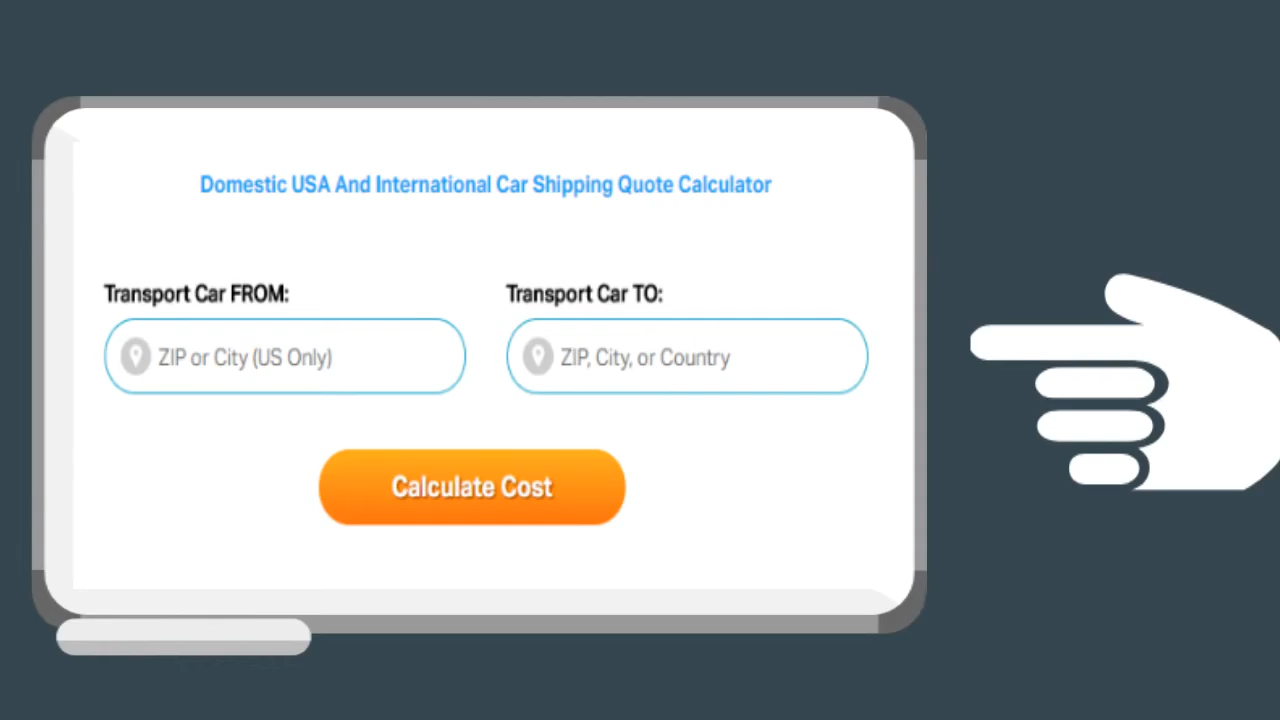 Domestic USA And International Car Shipping Quote Calculator
Transport Car FROM:
Transport Car TO:
ZIP or City (US Only)
ZIP, City, or Country
Calculate Cost